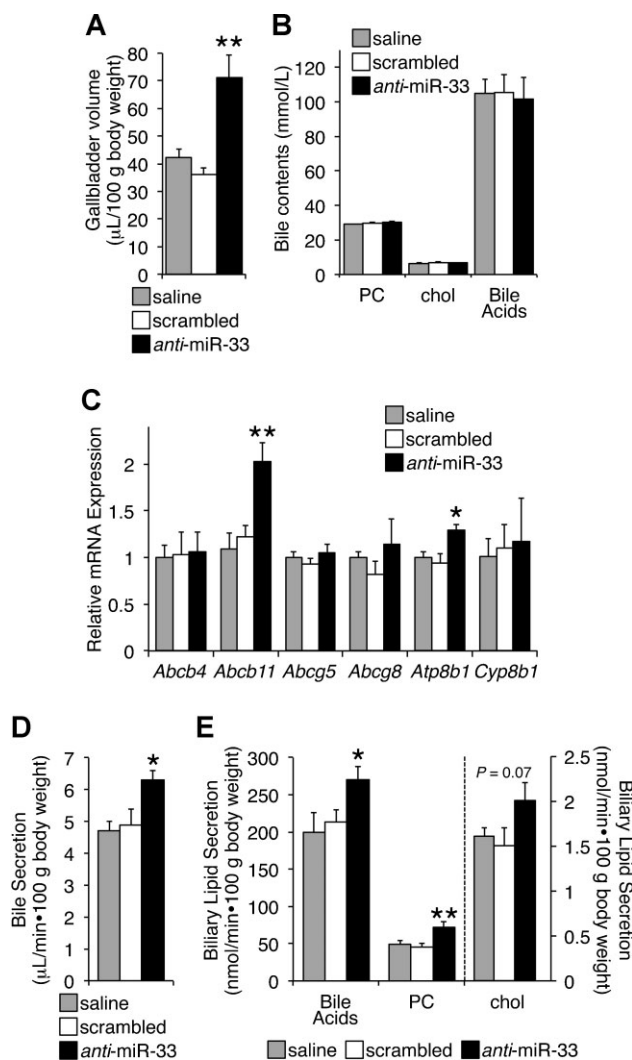 A
Gallbladder volume
(μL/100 g body weight)
80
70
60
50
40
30
20
10
0
**
saline
scrambled
anti-miR-33
B
saline
scrambled
anti-miR-33
Bile contents (mmol/L)
120
100
80
60
40
20
0
PC chol Bile
Acids
C
saline
scrambled
anti-miR-33
Relative mRNA Expression
2
1.5
1
0.5
0
**
*
Abcb4 Abcb11 Abcg5 Abcg8 Atp8b1 Cyp8b1
D
Bile Secretion
(μL/min•100 g body weight)
7
6
5
4
3
2
1
0
*
saline
scrambled
anti-miR-33
E
Biliary Lipid Secretion
(nmol/min•100 g body weight)
300
250
200
150
100
50
0
*
**
P = 0.07
2.5
2
1.5
1
0.5
0
Biliary Lipid Secretion
(nmol/min•100 g body weight)
Bile
Acids
PC chol
saline scrambled anti-miR-33